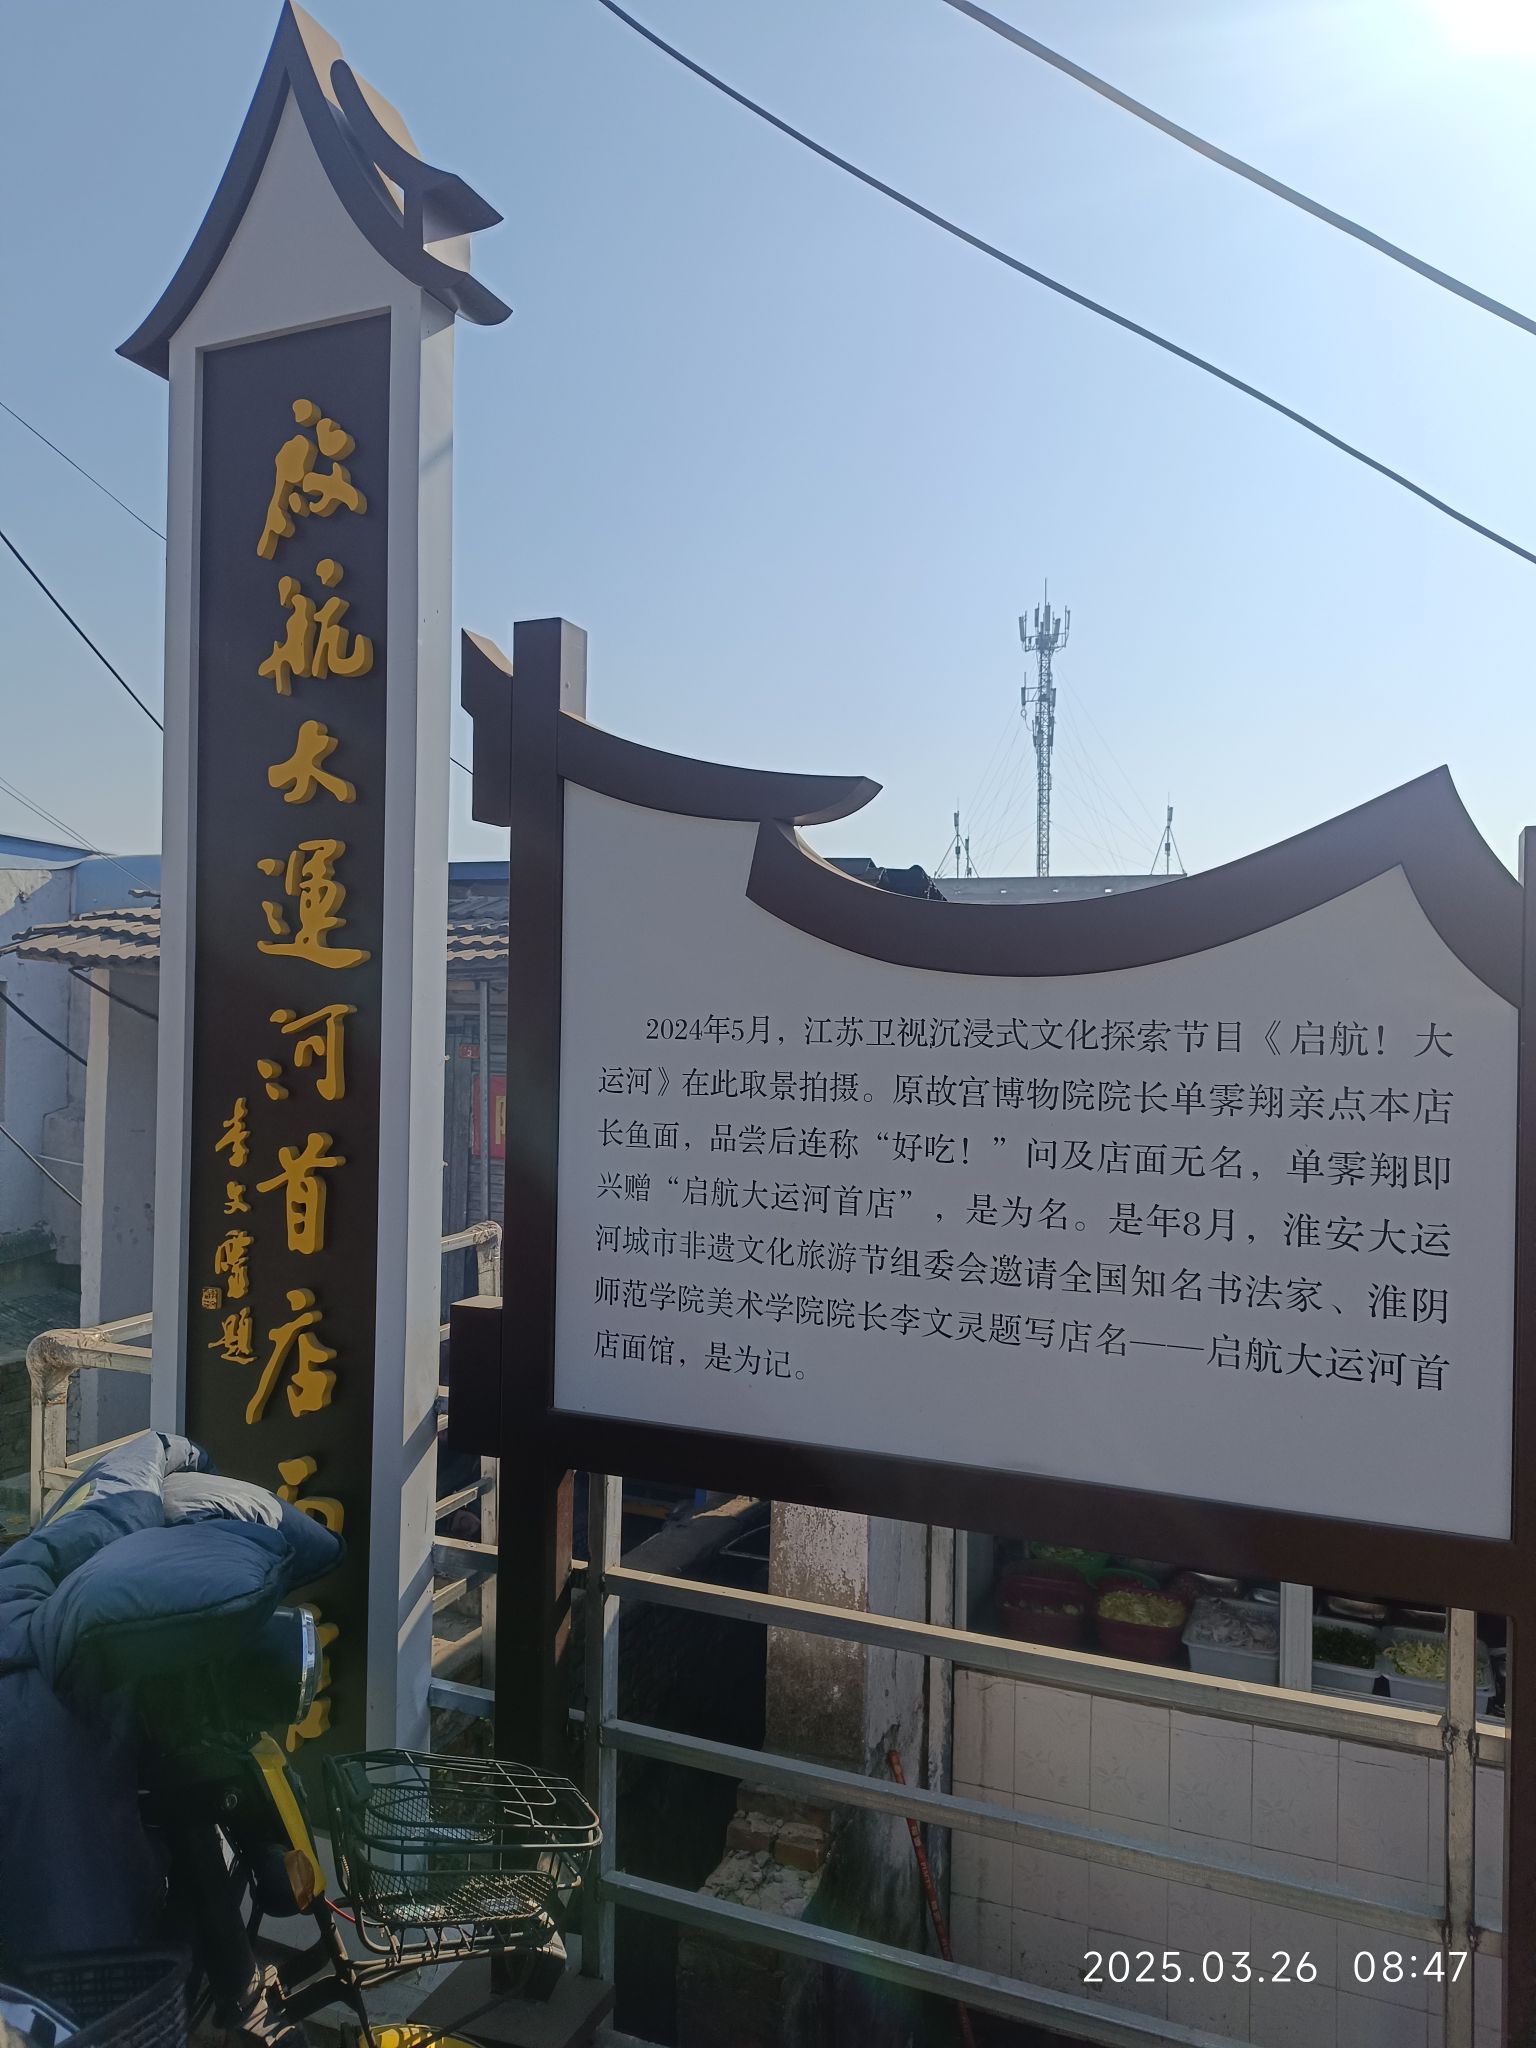 啟航大運河首店面
李文靈題
2024年5月，江苏卫视沉浸式文化探索节目《启航！大
运河》在此取景拍摄。原故宫博物院院长单霁翔亲点本店
长鱼面，品尝后连称“好吃！”问及店面无名，单霁翔即
兴赠“启航大运河首店”，是为名。是年8月，淮安大运
河城市非遗文化旅游节组委会邀请全国知名书法家、淮阴
师范学院美术学院院长李文灵题写店名——启航大运河首
店面馆，是为记。
2025.03.26 08:47